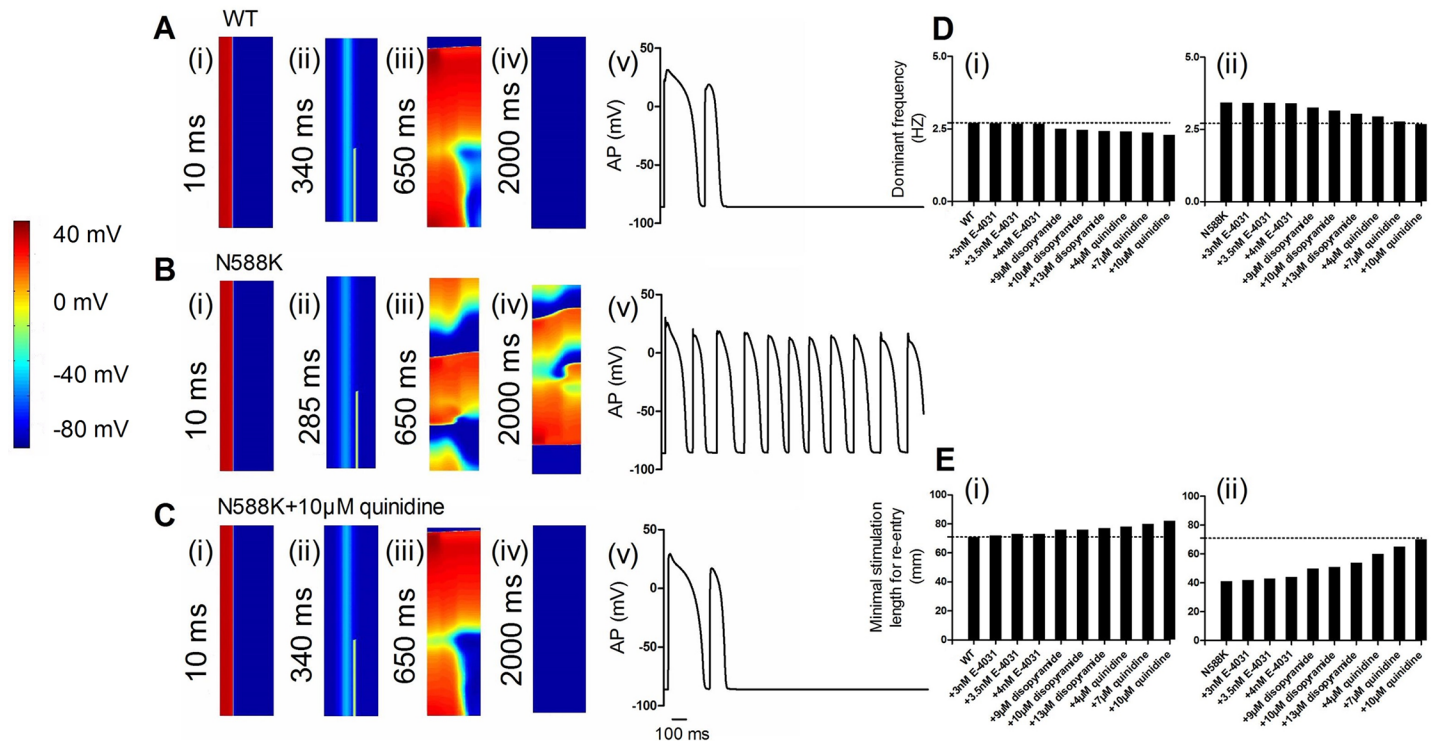 A
WT
(i)
10 ms
(ii)
340 ms
(iii)
650 ms
(iv)
2000 ms
(v)
AP (mV)
50
0
-50
-100
40 mV
0 mV
-40 mV
-80 mV
B
N588K
(i)
10 ms
(ii)
285 ms
(iii)
650 ms
(iv)
2000 ms
(v)
AP (mV)
50
0
-50
-100
C
N588K+10μM quinidine
(i)
10 ms
(ii)
340 ms
(iii)
650 ms
(iv)
2000 ms
(v)
AP (mV)
50
0
-50
-100
100 ms
D
(i)
Dominant frequency
(HZ)
5.0
2.5
0.0
WT
+3nM E-4031
+3.5nM E-4031
+4nM E-4031
+9μM disopyramide
+10μM disopyramide
+13μM disopyramide
+4μM quinidine
+7μM quinidine
+10μM quinidine
(ii)
5.0
2.5
0.0
N588K
+3nM E-4031
+3.5nM E-4031
+4nM E-4031
+9μM disopyramide
+10μM disopyramide
+13μM disopyramide
+4μM quinidine
+7μM quinidine
+10μM quinidine
E
(i)
Minimal stimulation
length for re-entry
(mm)
100
80
60
40
20
0
WT
+3nM E-4031
+3.5nM E-4031
+4nM E-4031
+9μM disopyramide
+10μM disopyramide
+13μM disopyramide
+4μM quinidine
+7μM quinidine
+10μM quinidine
(ii)
100
80
60
40
20
0
N588K
+3nM E-4031
+3.5nM E-4031
+4nM E-4031
+9μM disopyramide
+10μM disopyramide
+13μM disopyramide
+4μM quinidine
+7μM quinidine
+10μM quinidine